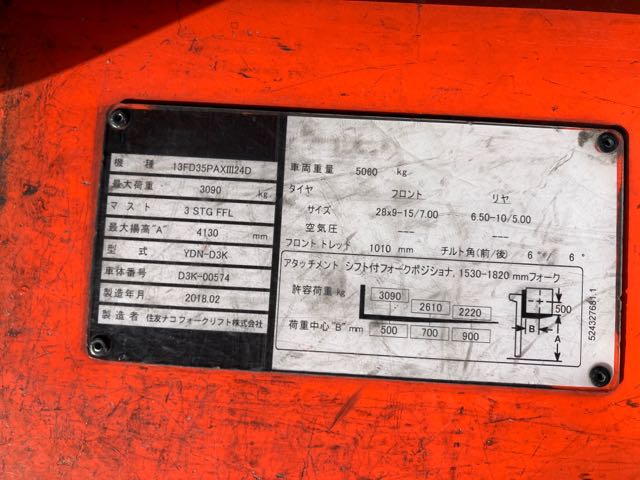 機 種 13FD35PAXⅢ24D
最大荷重 3090 kg
マスト 3 STG FFL
最大揚高"A" 4130 mm
型 式 YDN-D3K
車体番号 D3K-00574
製造年月 2018.02
製造者 住友ナコフォークリフト株式会社
車両重量 5060 kg
タイヤ フロント リヤ
サイズ 28x9-15/7.00 6.50-10/5.00
空気圧 --- ---
フロント トレッド 1010 mm チルト角(前/後) 6° 6°
アタッチメント シフト付フォークポジショナ, 1530-1820 mmフォーク
許容荷重 kg 3090 2610 2220
荷重中心"B" mm 500 700 900
500
B
A
524327681.1